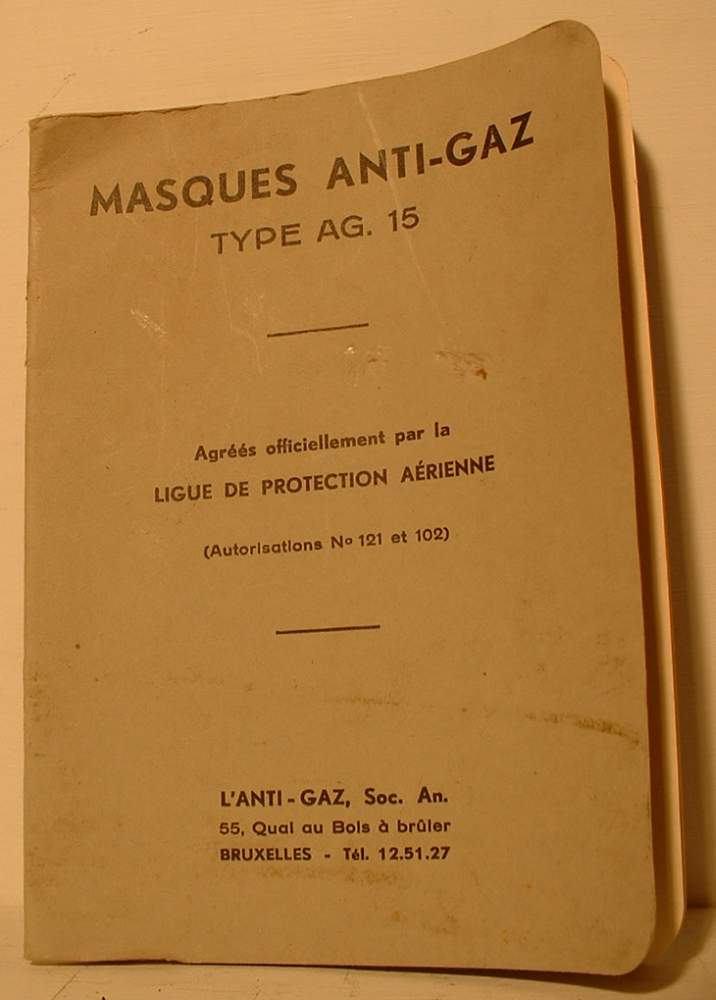 MASQUES ANTI-GAZ
TYPE AG. 15
Agréés officiellement par la
LIGUE DE PROTECTION AÉRIENNE
(Autorisations No 121 et 102)
L'ANTI-GAZ, Soc. An.
55, Quai au Bois à brûler
BRUXELLES - Tél. 12.51.27